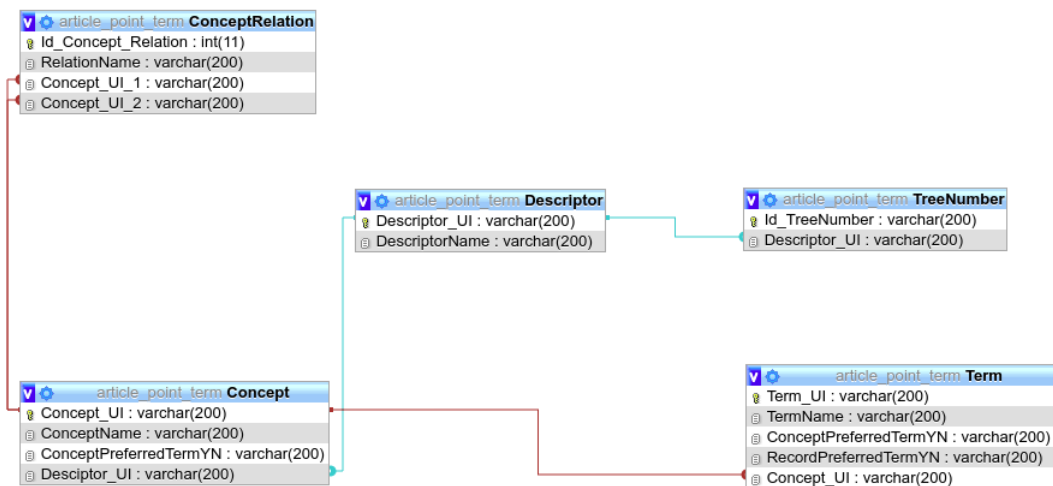 article_point_term ConceptRelation
Id_Concept_Relation : int(11)
RelationName : varchar(200)
Concept_UI_1 : varchar(200)
Concept_UI_2 : varchar(200)
article_point_term Descriptor
Descriptor_UI : varchar(200)
DescriptorName : varchar(200)
article_point_term TreeNumber
Id_TreeNumber : varchar(200)
Descriptor_UI : varchar(200)
article_point_term Concept
Concept_UI : varchar(200)
ConceptName : varchar(200)
ConceptPreferredTermYN : varchar(200)
Desciptor_UI : varchar(200)
article_point_term Term
Term_UI : varchar(200)
TermName : varchar(200)
ConceptPreferredTermYN : varchar(200)
RecordPreferredTermYN : varchar(200)
Concept_UI : varchar(200)